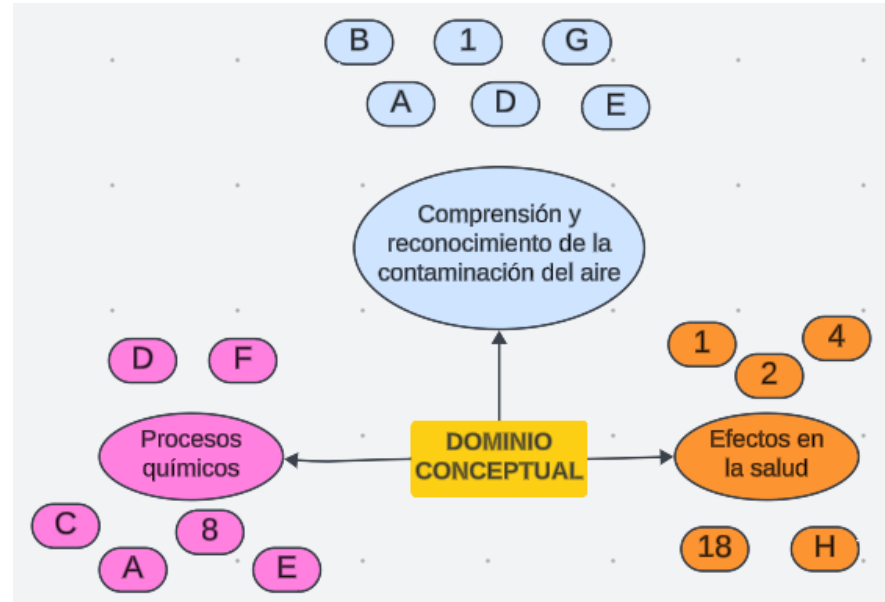 B
1
G
A
D
E
Comprensión y
reconocimiento de la
contaminación del aire
D
F
Procesos
químicos
C
8
A
E
DOMINIO
CONCEPTUAL
1
4
2
Efectos en
la salud
18
H